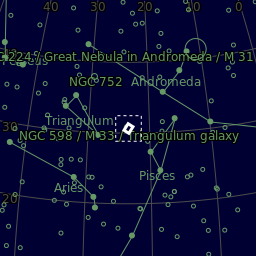 40 30 20 10 0
C 224 / Great Nebula in Andromeda / M 31
NGC 752
Andromeda
Triangulum
30
NGC 598 / M 33 / Triangulum galaxy
Pisces
Aries
20